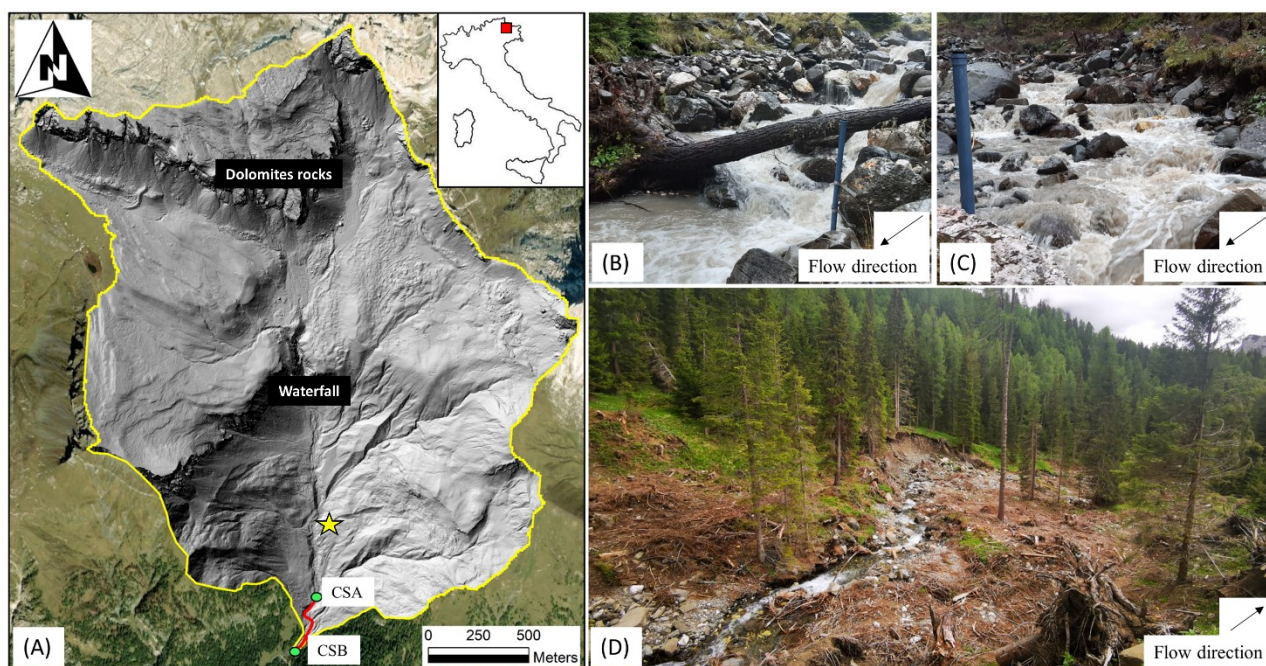 N
Dolomites rocks
Waterfall
CSA
CSB
0 250 500
Meters
(A)
(B)
Flow direction
(C)
Flow direction
(D)
Flow direction